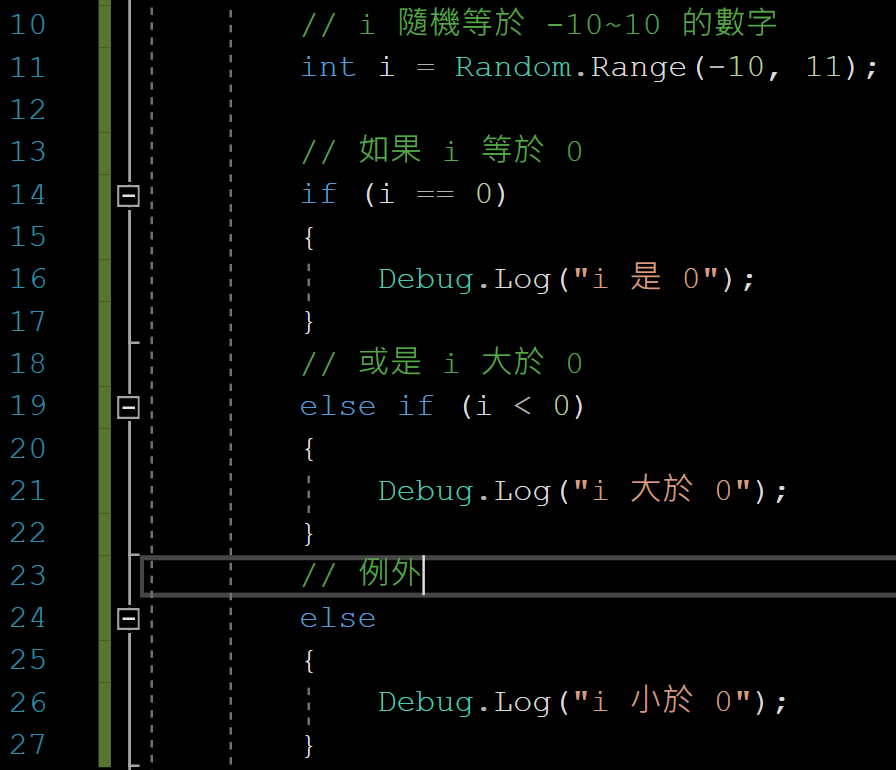 10 // i 隨機等於 -10~10 的數字
11 int i = Random.Range(-10, 11);
12
13 // 如果 i 等於 0
14 if (i == 0)
15 {
16 Debug.Log("i 是 0");
17 }
18 // 或是 i 大於 0
19 else if (i < 0)
20 {
21 Debug.Log("i 大於 0");
22 }
23 // 例外
24 else
25 {
26 Debug.Log("i 小於 0");
27 }